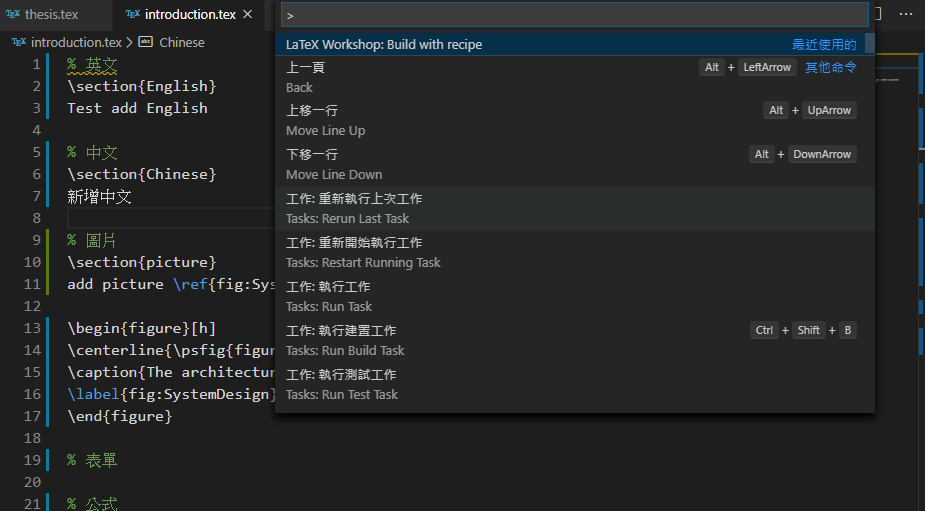 thesis.tex
introduction.tex
introduction.tex > Chinese
1 % 英文
2 \section{English}
3 Test add English
4
5 % 中文
6 \section{Chinese}
7 新增中文
8
9 % 圖片
10 \section{picture}
11 add picture \ref{fig:Sys
12
13 \begin{figure}[h]
14 \centerline{\psfig{figur
15 \caption{The architectur
16 \label{fig:SystemDesign}
17 \end{figure}
18
19 % 表單
20
21 % 公式
>
LaTeX Workshop: Build with recipe 最近使用的
上一頁 Alt + LeftArrow 其他命令
Back
上移一行 Alt + UpArrow
Move Line Up
下移一行 Alt + DownArrow
Move Line Down
工作: 重新執行上次工作
Tasks: Rerun Last Task
工作: 重新開始執行工作
Tasks: Restart Running Task
工作: 執行工作
Tasks: Run Task
工作: 執行建置工作 Ctrl + Shift + B
Tasks: Run Build Task
工作: 執行測試工作
Tasks: Run Test Task